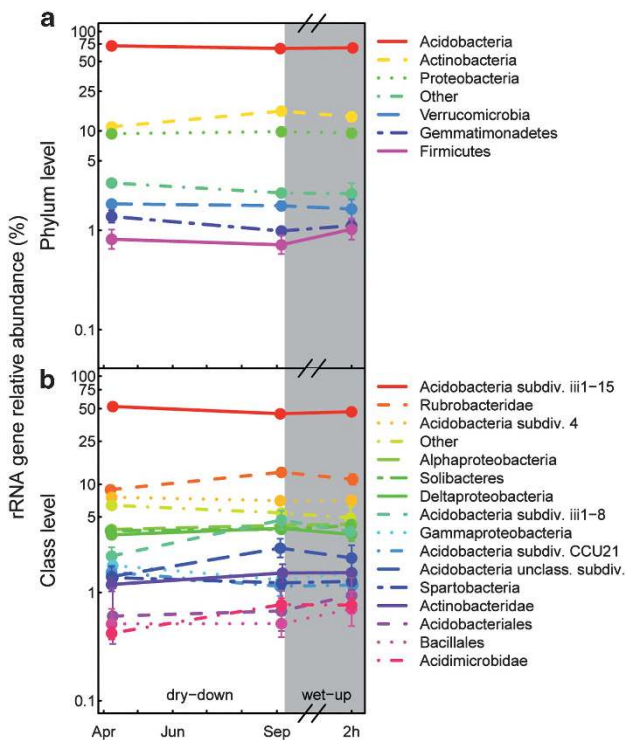 a
100
75
50
25
10
5
1
0.1
Phylum level
Acidobacteria
Actinobacteria
Proteobacteria
Other
Verrucomicrobia
Gemmatimonadetes
Firmicutes
rRNA gene relative abundance (%)
b
100
75
50
25
10
5
1
0.1
Class level
Acidobacteria subdiv. iii1-15
Rubrobacteridae
Acidobacteria subdiv. 4
Other
Alphaproteobacteria
Solibacteres
Deltaproteobacteria
Acidobacteria subdiv. iii1-8
Gammaproteobacteria
Acidobacteria subdiv. CCU21
Acidobacteria unclass. subdiv.
Spartobacteria
Actinobacteridae
Acidobacteriales
Bacillales
Acidimicrobidae
dry-down wet-up
Apr Jun Sep 2h